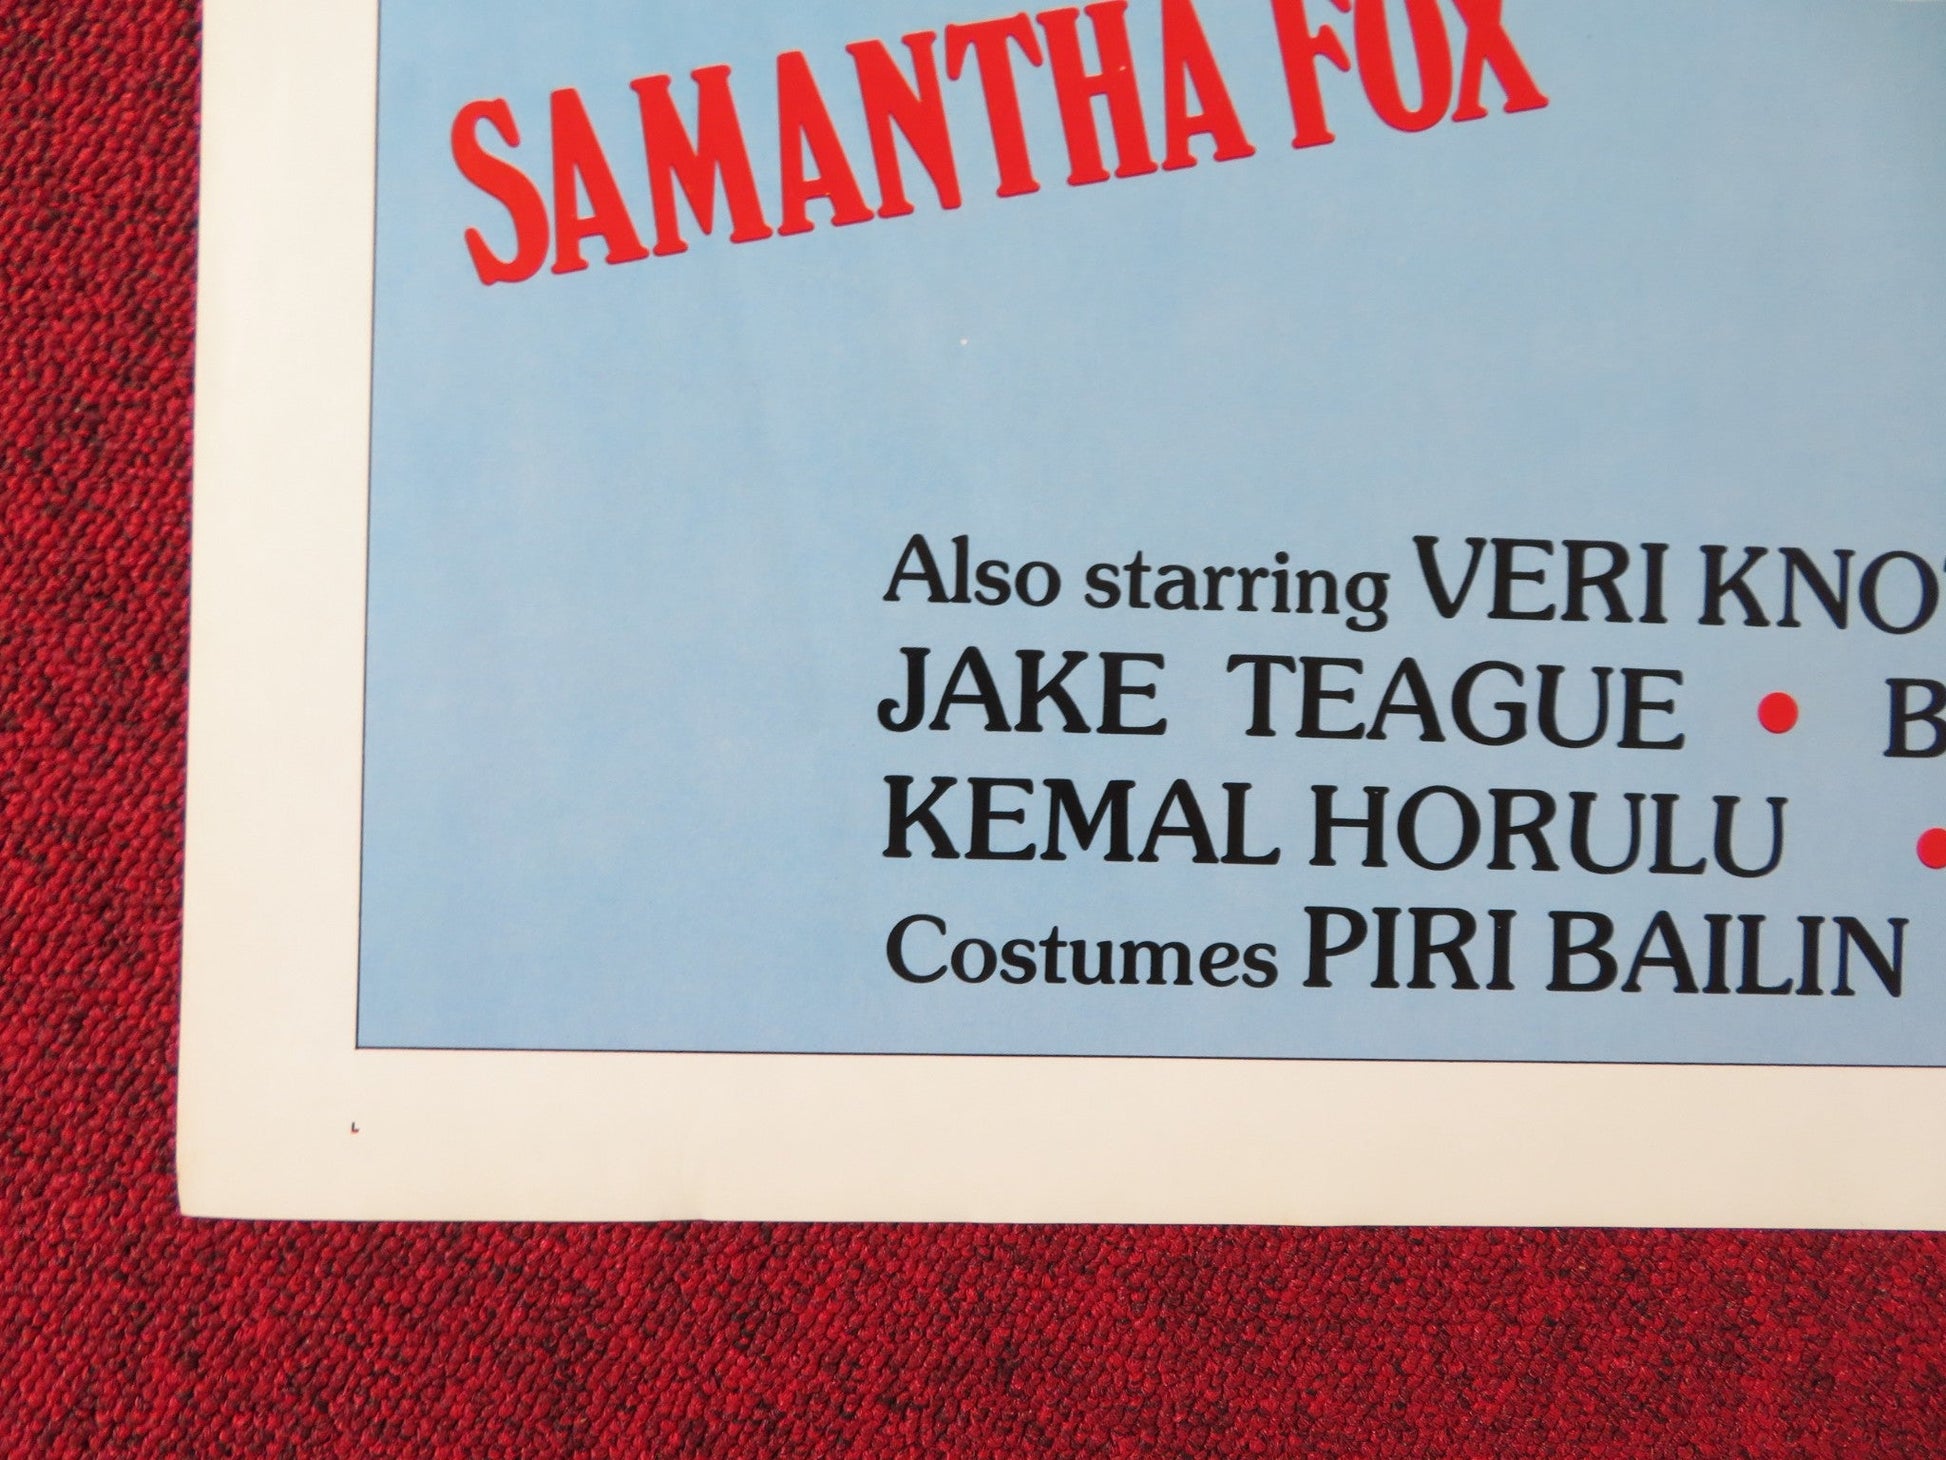 SAMANTHA FOX
Also starring VERI KNO
JAKE TEAGUE • B
KEMAL HORULU •
Costumes PIRI BAILIN
L